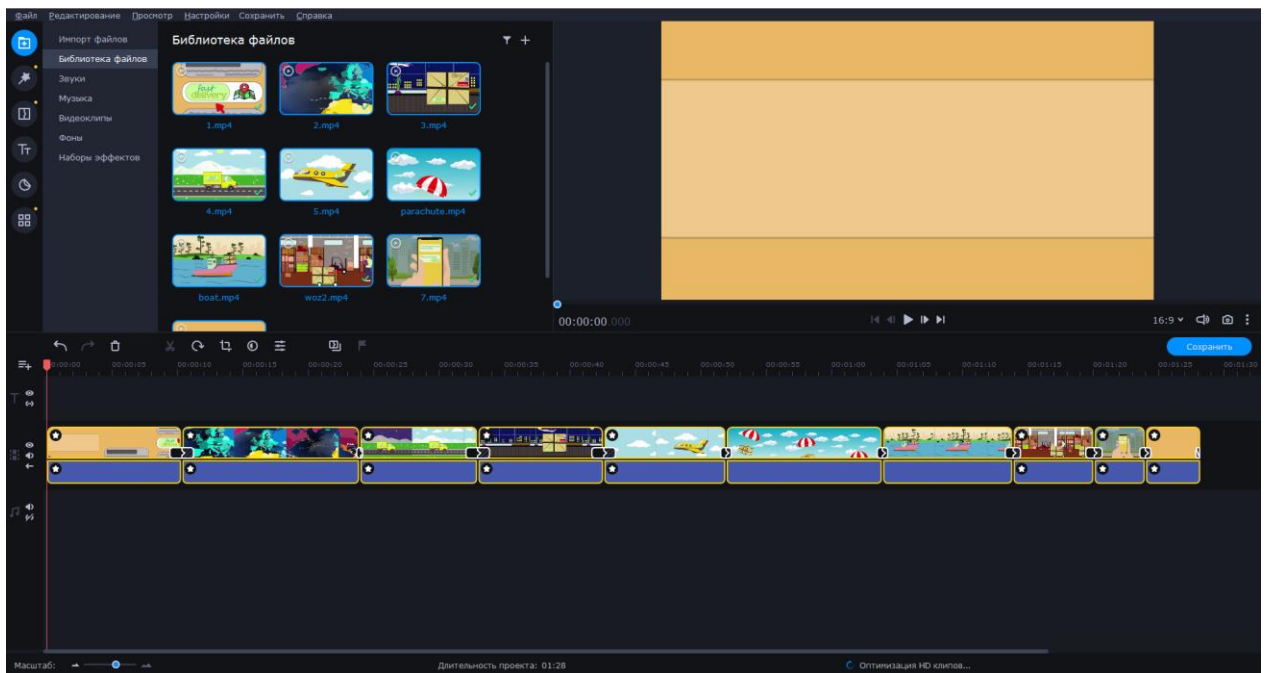 Файл Редактирование Просмотр Настройки Сохранить Справка
Импорт файлов
Библиотека файлов
Звуки
Музыка
Видеоклипы
Фоны
Наборы эффектов
Библиотека файлов
fast delivery
1.mp4 2.mp4 3.mp4
4.mp4 5.mp4 parachute.mp4
boat.mp4 woz2.mp4 7.mp4
00:00:00.000
16:9
Сохранить
0:00:00 00:00:05 00:00:10 00:00:15 00:00:20 00:00:25 00:00:30 00:00:35 00:00:40 00:00:45 00:00:50 00:00:55 00:01:00 00:01:05 00:01:10 00:01:15 00:01:20 00:01:25 00:01:30
Масштаб: Длительность проекта: 01:28 Оптимизация HD клипов...